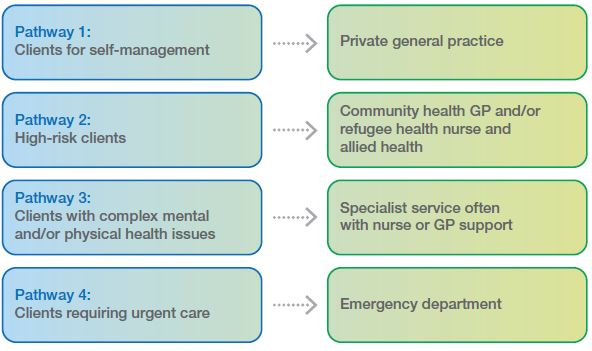 Pathway 1:
Clients for self-management
Private general practice
Pathway 2:
High-risk clients
Community health GP and/or
refugee health nurse and
allied health
Pathway 3:
Clients with complex mental
and/or physical health issues
Specialist service often
with nurse or GP support
Pathway 4:
Clients requiring urgent care
Emergency department